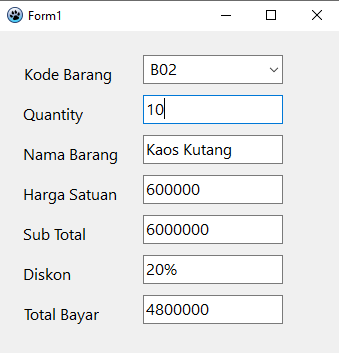 Form1
Kode Barang B02
Quantity 10
Nama Barang Kaos Kutang
Harga Satuan 600000
Sub Total 6000000
Diskon 20%
Total Bayar 4800000